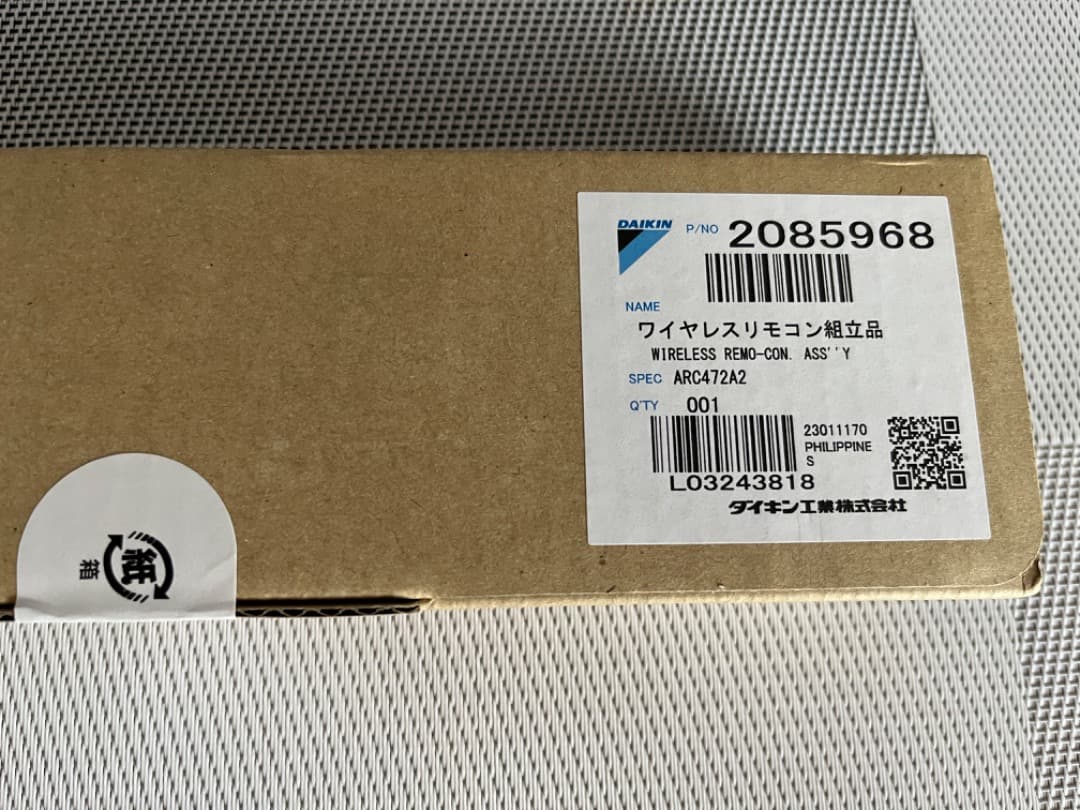 DAIKIN P/NO 2085968
NAME
ワイヤレスリモコン組立品
WIRELESS REMO-CON. ASS''Y
SPEC ARC472A2
Q'TY 001
23011170
PHILIPPINE
S
L03243818
ダイキン工業株式会社
紙
箱